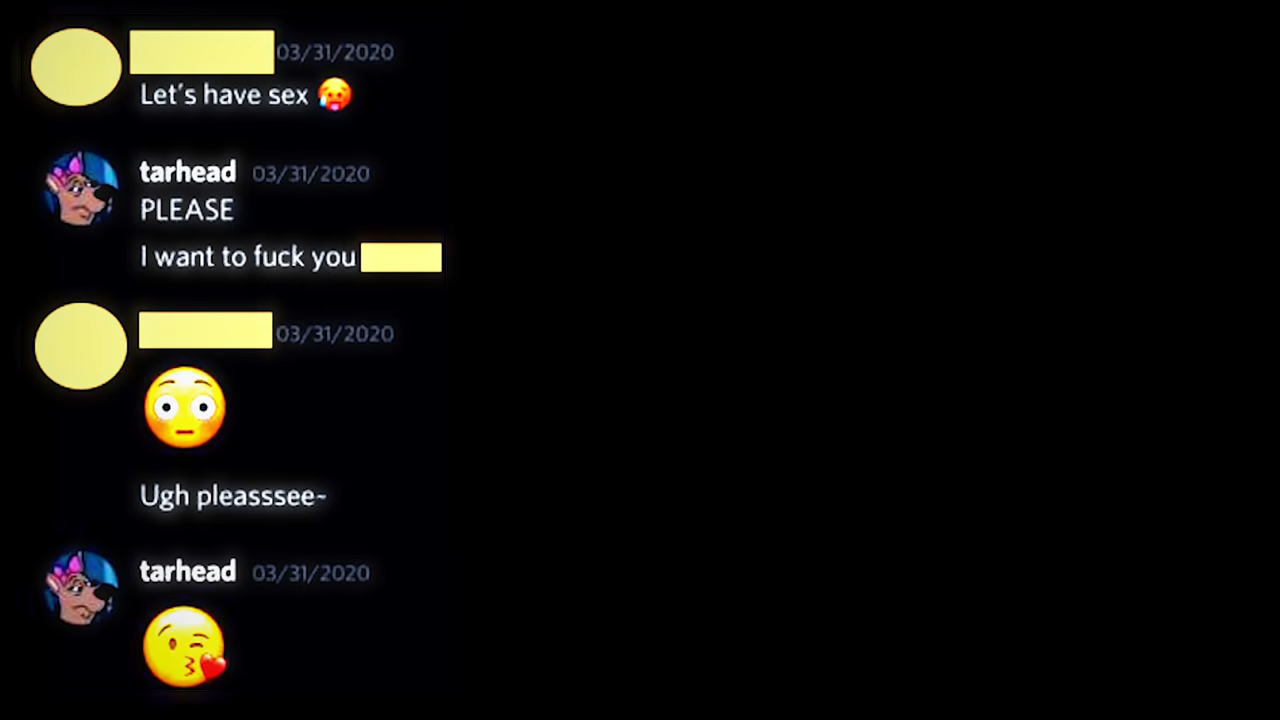 03/31/2020
Let's have sex 🥵
tarhead 03/31/2020
PLEASE
I want to fuck you
03/31/2020
😳
Ugh pleasssee~
tarhead 03/31/2020
😘